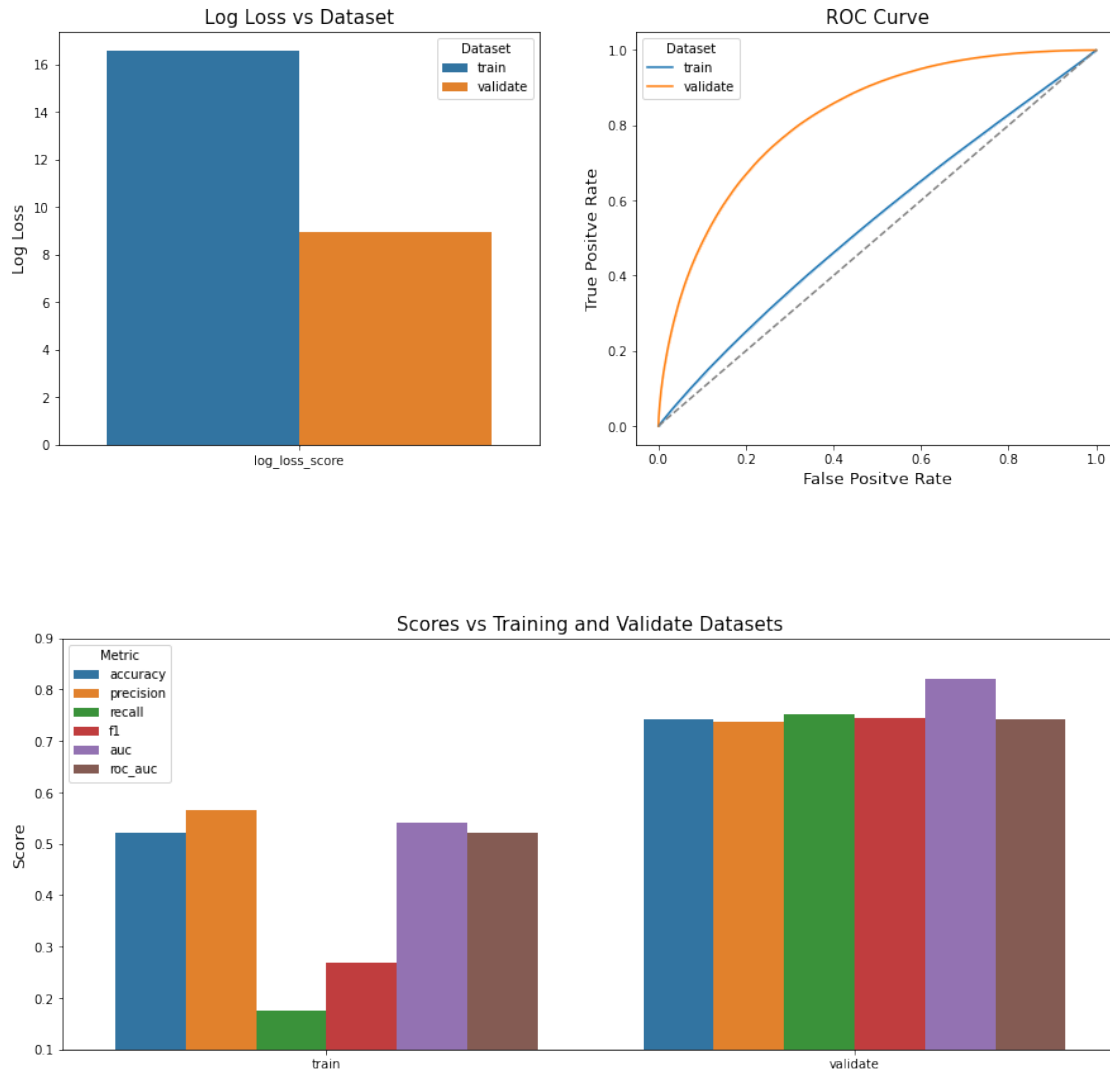 Log Loss vs Dataset
Dataset
train
validate
16
14
12
10
8
6
4
2
0
Log Loss
log_loss_score
ROC Curve
Dataset
train
validate
1.0
0.8
0.6
0.4
0.2
0.0
True Positve Rate
0.0 0.2 0.4 0.6 0.8 1.0
False Positve Rate
Scores vs Training and Validate Datasets
Metric
accuracy
precision
recall
f1
auc
roc_auc
0.9
0.8
0.7
0.6
0.5
0.4
0.3
0.2
0.1
Score
train validate